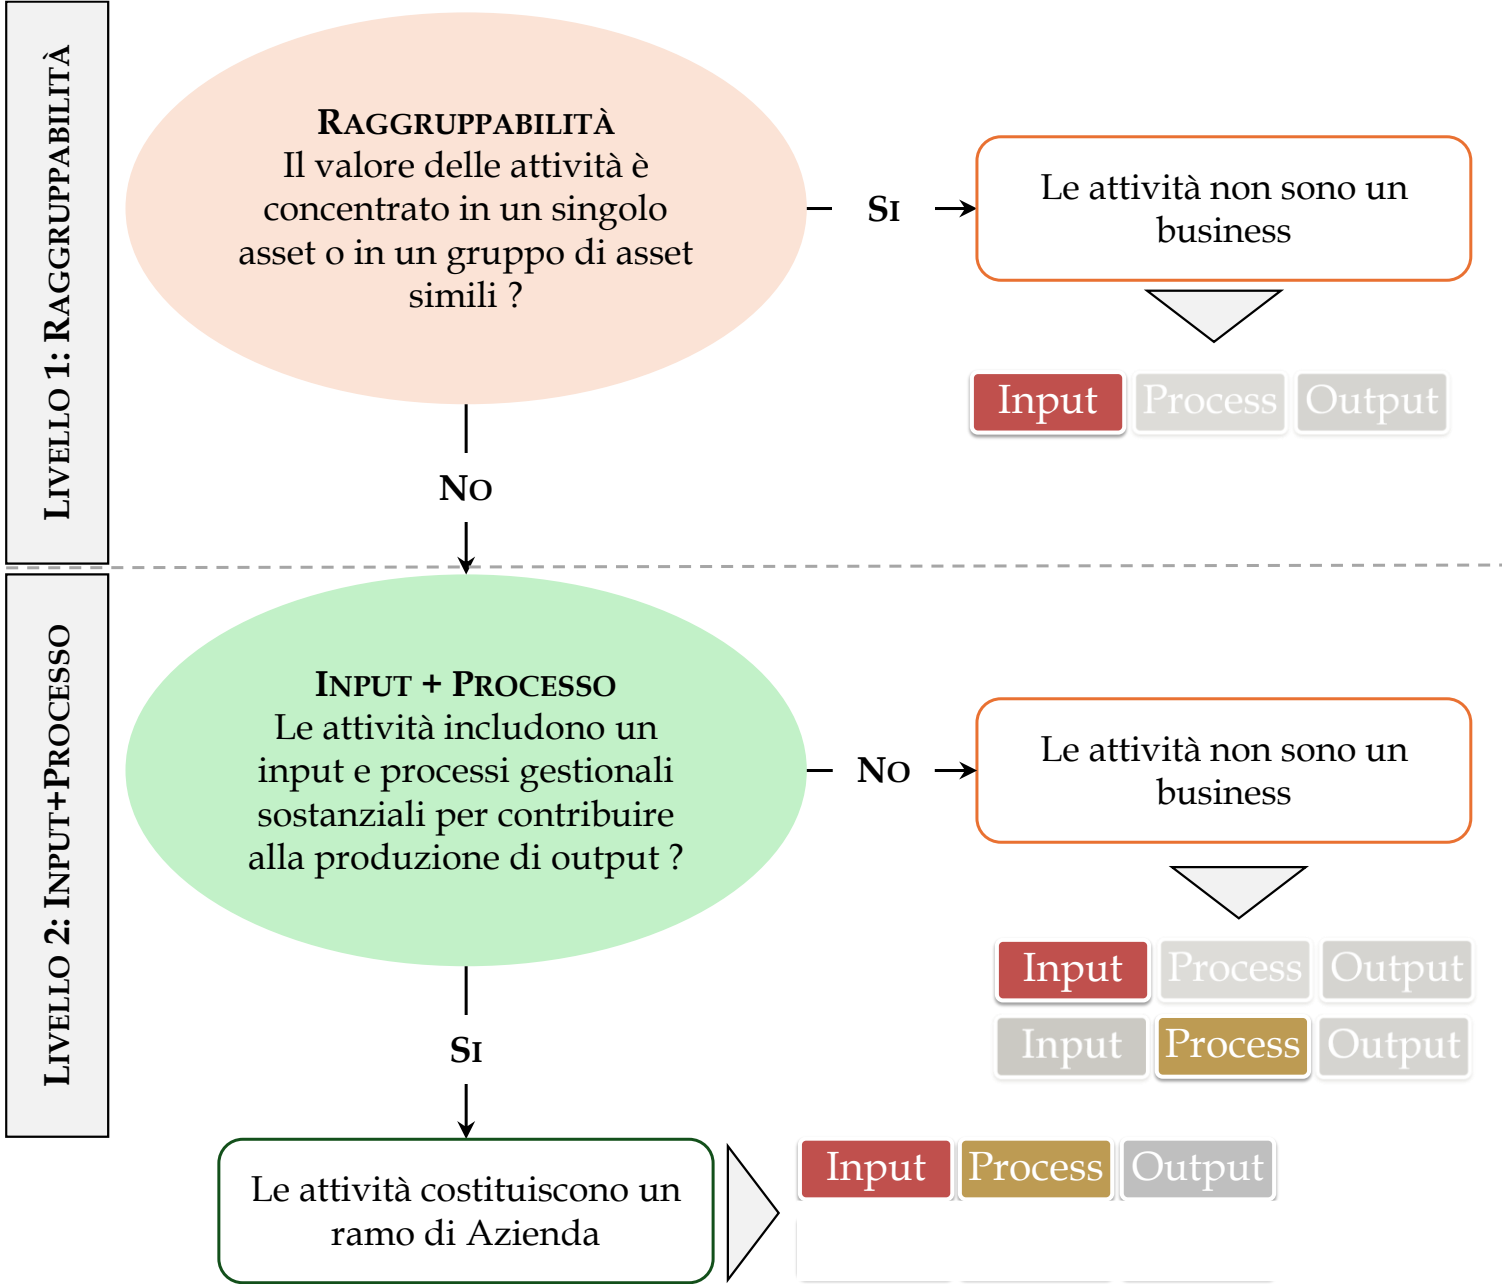 LIVELLO 1: RAGGRUPPABILITÀ
RAGGRUPPABILITÀ
Il valore delle attività è
concentrato in un singolo
asset o in un gruppo di asset
simili ?
SI
Le attività non sono un
business
Input Process Output
NO
LIVELLO 2: INPUT+PROCESSO
INPUT + PROCESSO
Le attività includono un
input e processi gestionali
sostanziali per contribuire
alla produzione di output ?
NO
Le attività non sono un
business
Input Process Output
Input Process Output
SI
Le attività costituiscono un
ramo di Azienda
Input Process Output